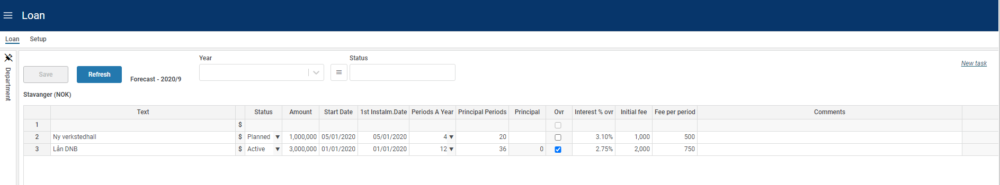 Loan
Loan Setup
Department
Year Status
New task
Save Refresh Forecast - 2020/9
Stavanger (NOK)
Text Status Amount Start Date 1st Instalm.Date Periods A Year Principal Periods Principal Ovr Interest % ovr Initial fee Fee per period Comments
1 $
2 Ny verkstedhall $ Planned 1,000,000 05/01/2020 05/01/2020 4 20 3.10% 1,000 500
3 Lån DNB $ Active 3,000,000 01/01/2020 01/01/2020 12 36 0 2.75% 2,000 750